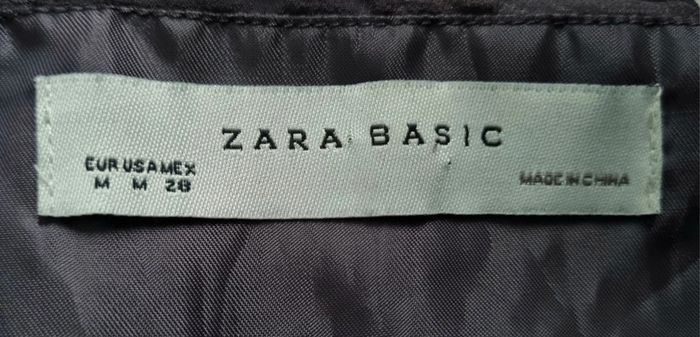 ZARA BASIC
EUR USA MEX
M M 28
MADE IN CHINA